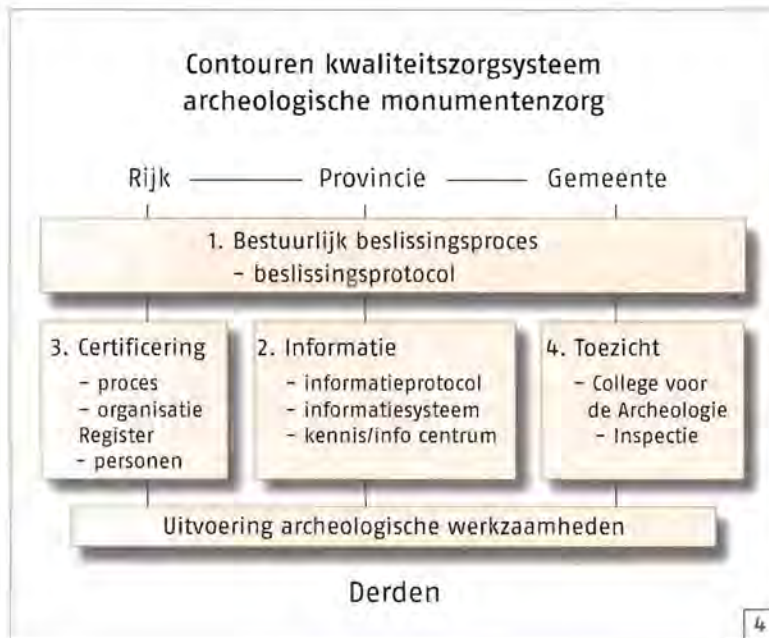 Contouren kwaliteitszorgsysteem
archeologische monumentenzorg
Rijk Provincie Gemeente
1. Bestuurlijk beslissingsproces
- beslissingsprotocol
3. Certificering
- proces
- organisatie
Register
- personen
2. Informatie
- informatieprotocol
- informatiesysteem
- kennis/info centrum
4. Toezicht
- College voor
de Archeologie
- Inspectie
Uitvoering archeologische werkzaamheden
Derden
4